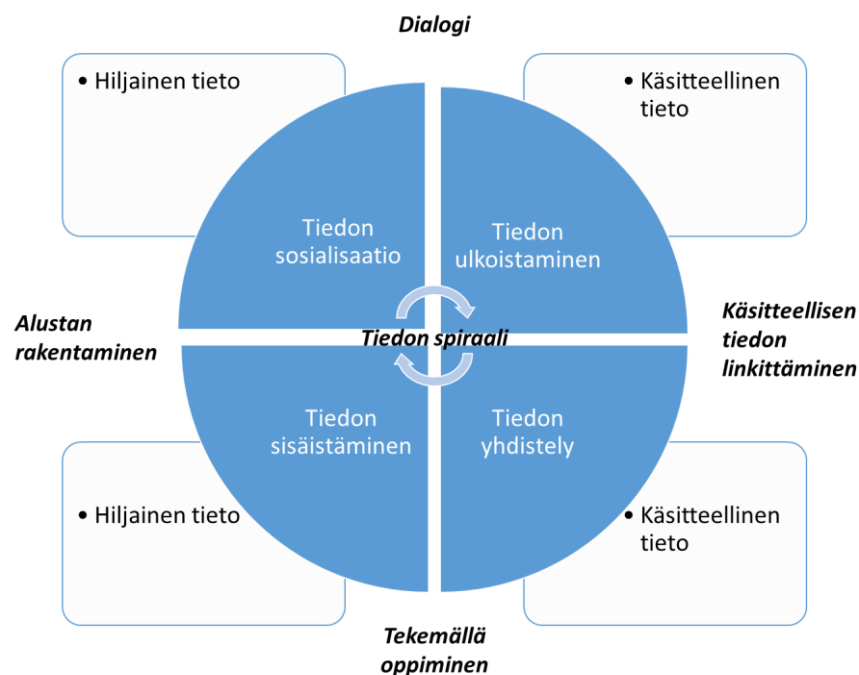 Dialogi
• Hiljainen tieto
• Käsitteellinen
tieto
Tiedon
sosialisaatio
Tiedon
ulkoistaminen
Alustan
rakentaminen
Tiedon spiraali
Käsitteellisen
tiedon
linkittäminen
Tiedon
sisäistäminen
Tiedon
yhdistely
• Hiljainen tieto
• Käsitteellinen
tieto
Tekemällä
oppiminen